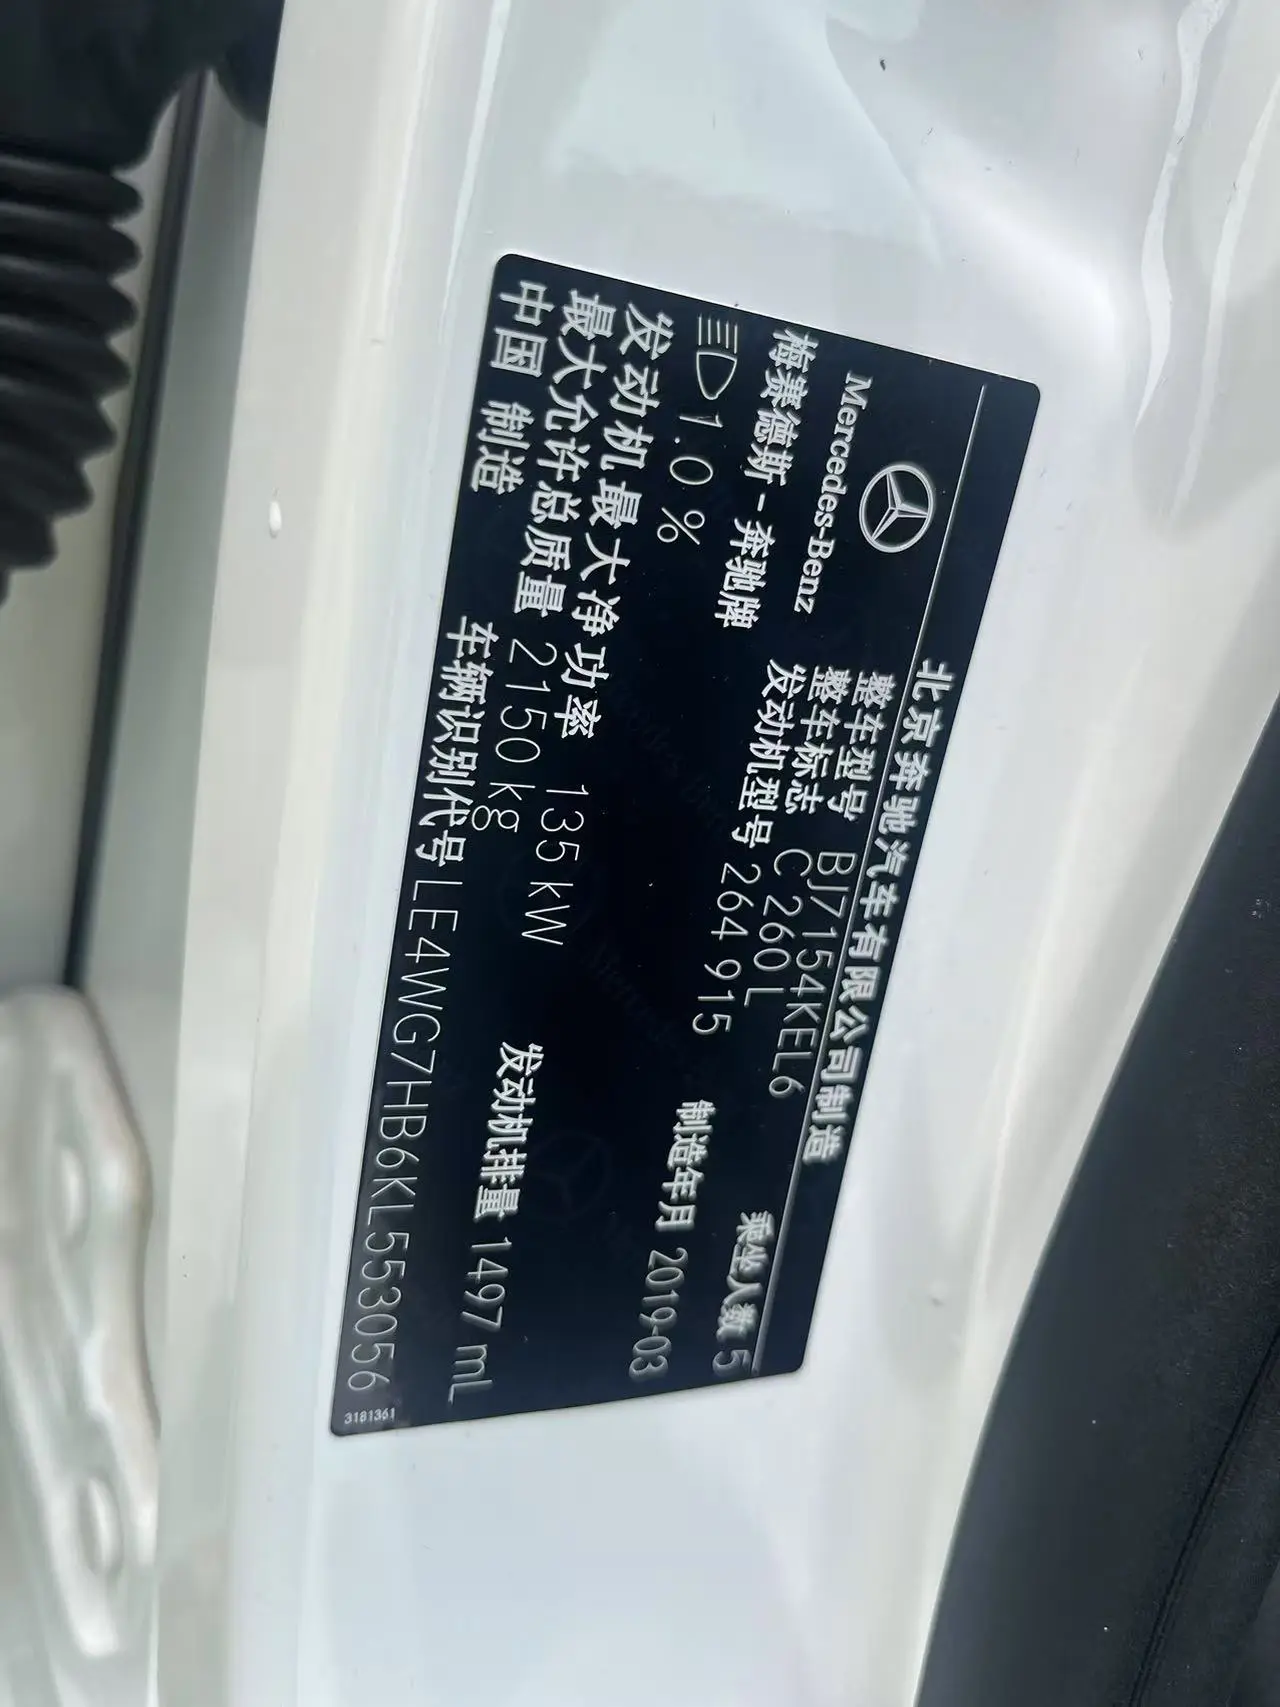 北京奔驰汽车有限公司制造
Mercedes-Benz
梅赛德斯-奔驰牌
整车型号 BJ7154KEL6
整车标志 C 260 L
发动机型号 264 915
乘坐人数 5
制造年月 2019-03
1.0%
发动机最大净功率 135 kW
发动机排量 1497 mL
最大允许总质量 2150 kg
中国 制造
车辆识别代号 LE4WG7HB6KL553056
3181361